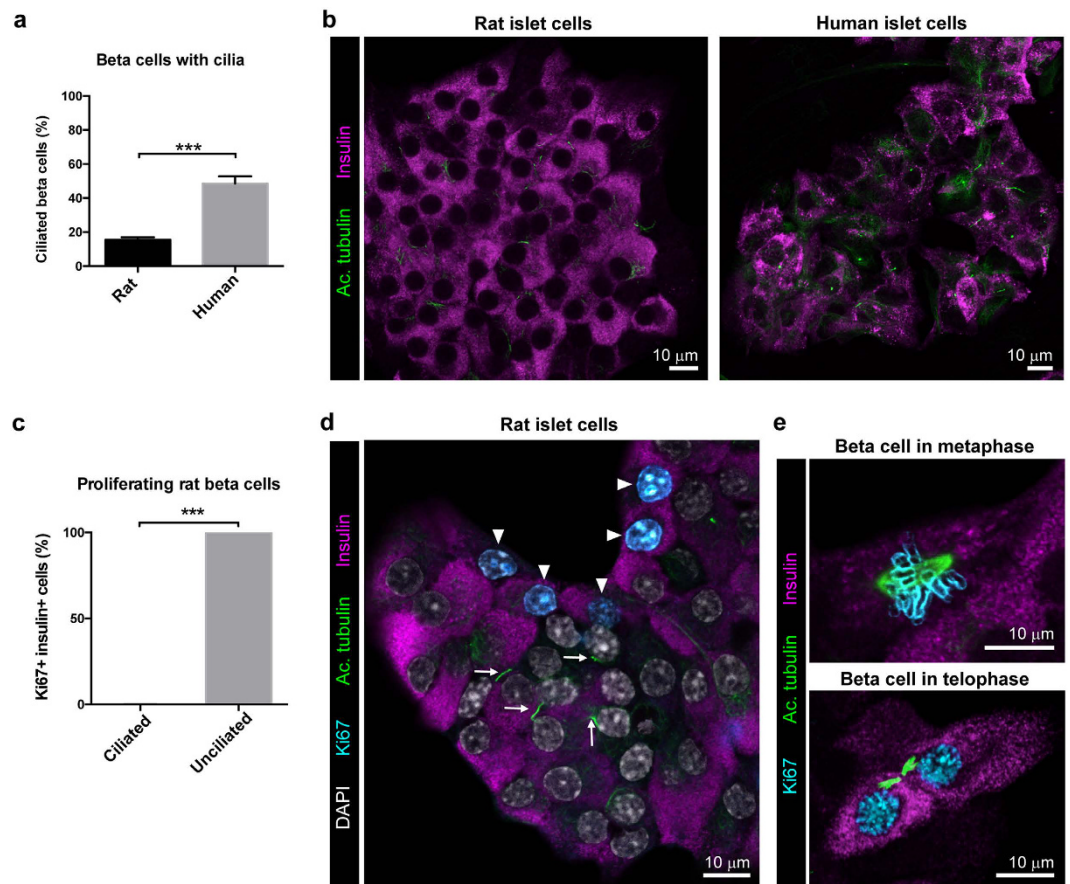 a
Beta cells with cilia
Ciliated beta cells (%)
100
80
60
40
20
0
***
Rat
Human
b
Rat islet cells
Human islet cells
Ac. tubulin Insulin
10 μm
10 μm
c
Proliferating rat beta cells
Ki67+ insulin+ cells (%)
100
50
0
***
Ciliated
Unciliated
d
Rat islet cells
DAPI Ki67 Ac. tubulin Insulin
10 μm
e
Beta cell in metaphase
Ki67 Ac. tubulin Insulin
10 μm
Beta cell in telophase
10 μm